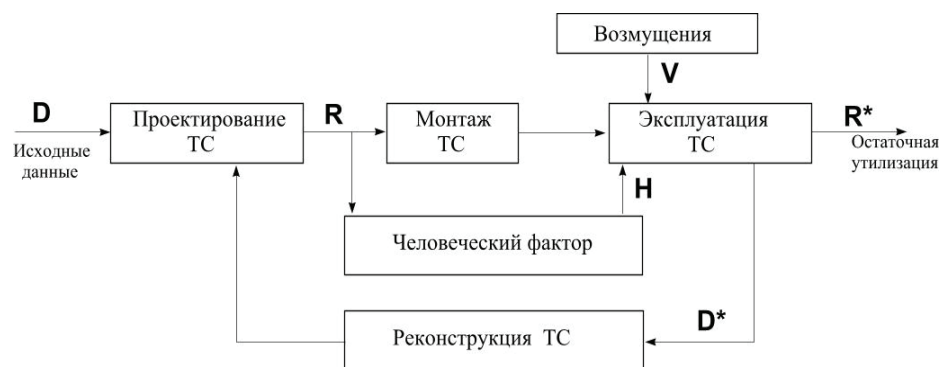 Возмущения
V
D
Исходные
данные
Проектирование
ТС
R
Монтаж
ТС
Эксплуатация
ТС
R*
Остаточная
утилизация
H
Человеческий фактор
D*
Реконструкция ТС